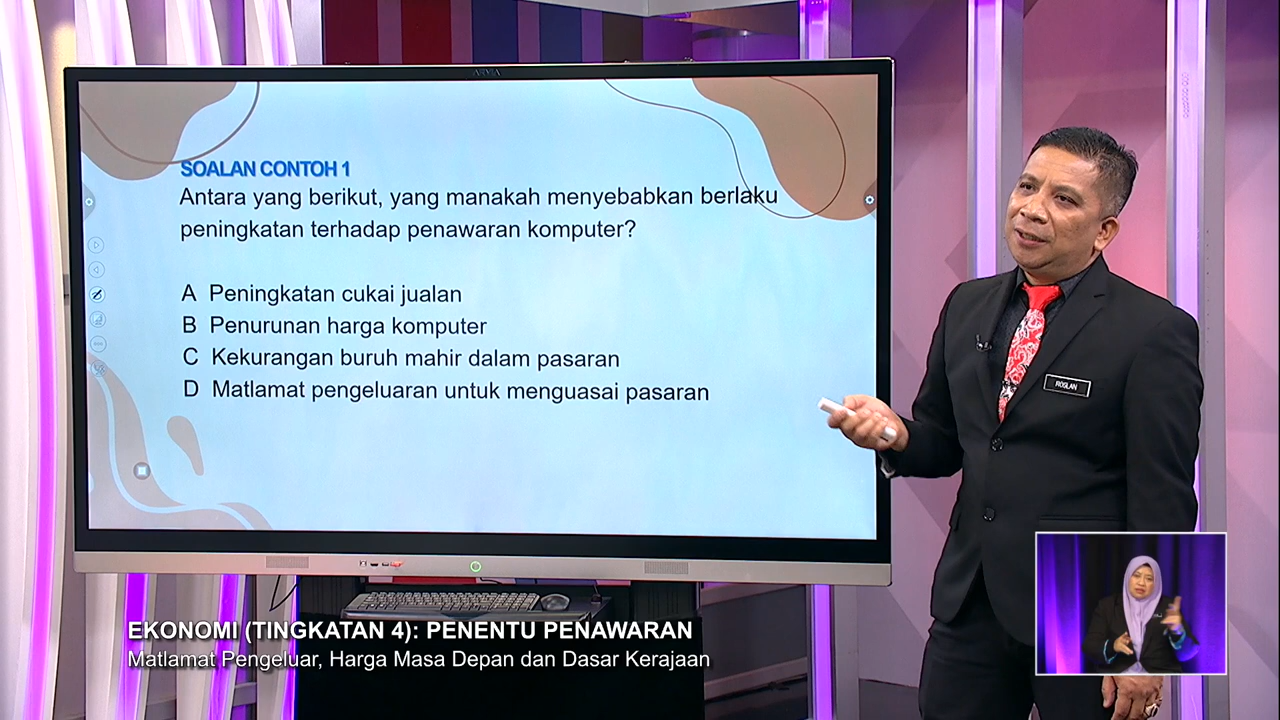 SOALAN CONTOH 1
Antara yang berikut, yang manakah menyebabkan berlaku
peningkatan terhadap penawaran komputer?
A Peningkatan cukai jualan
B Penurunan harga komputer
C Kekurangan buruh mahir dalam pasaran
D Matlamat pengeluaran untuk menguasai pasaran
ROSLAN
EKONOMI (TINGKATAN 4): PENENTU PENAWARAN
Matlamat Pengeluar, Harga Masa Depan dan Dasar Kerajaan